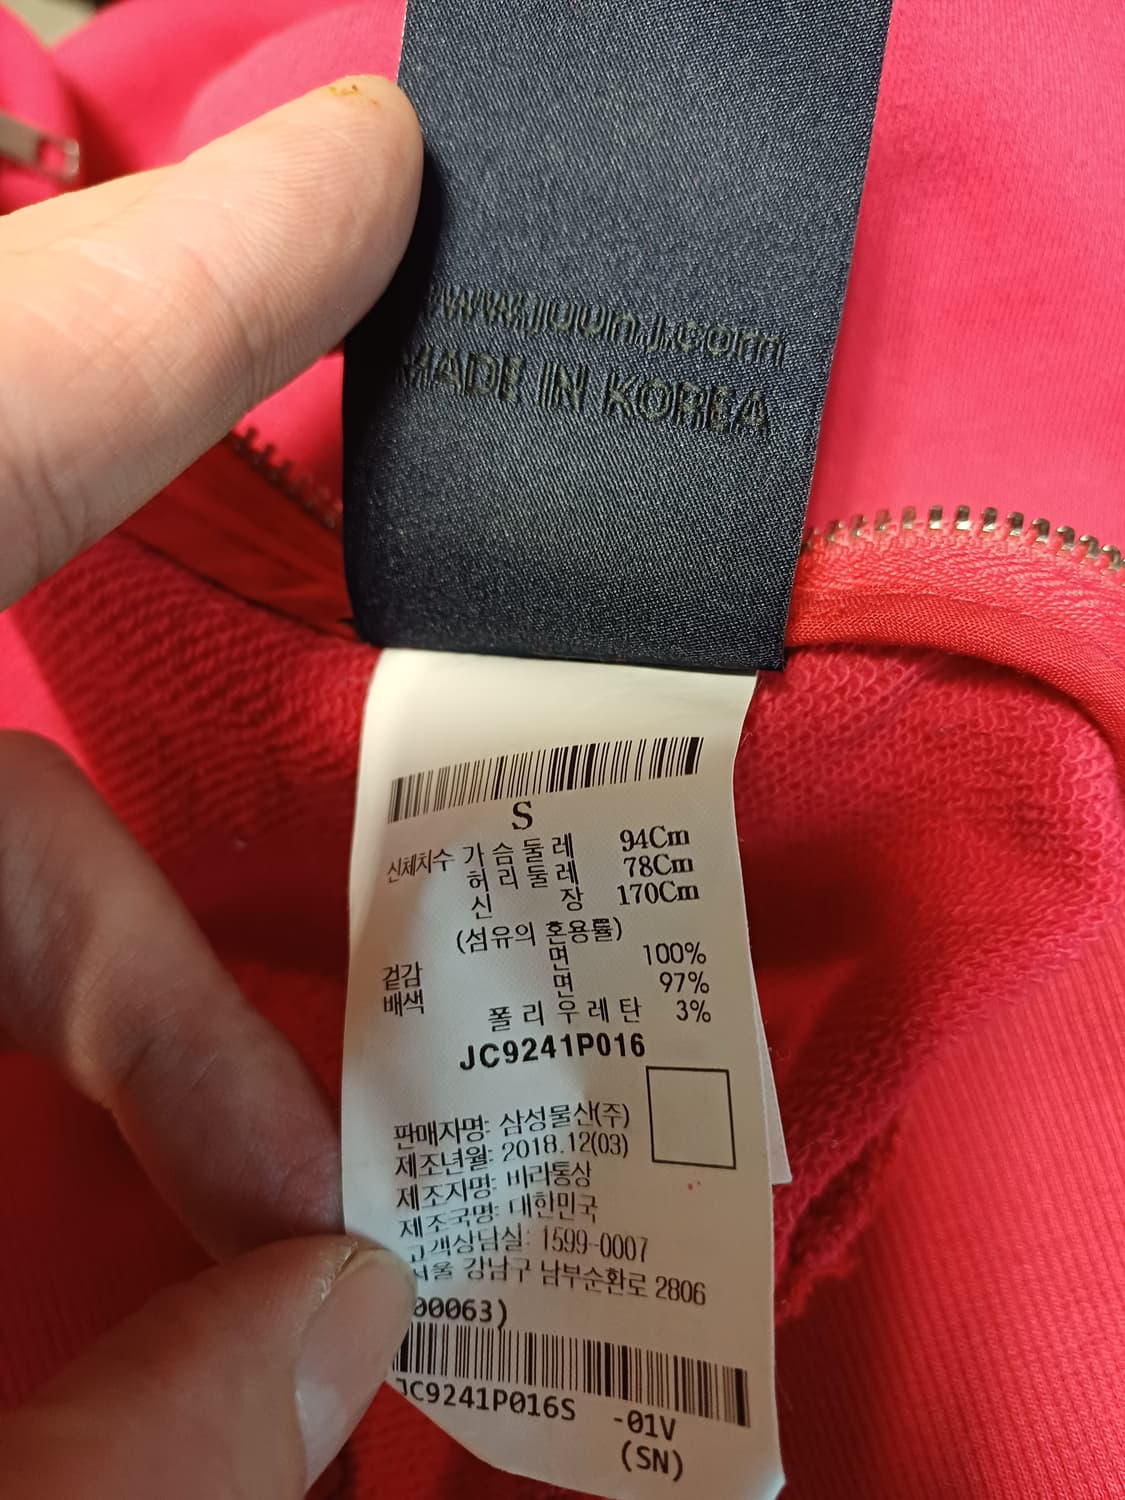 www.juunj.com
MADE IN KOREA
S
신체치수 가슴둘레 94Cm
허리둘레 78Cm
신장 170Cm
(섬유의 혼용률)
겉감 면 100%
배색 면 97%
폴리우레탄 3%
JC9241P016
판매자명: 삼성물산(주)
제조년월: 2018.12(03)
제조자명: 비라통상
제조국명: 대한민국
고객상담실: 1599-0007
서울 강남구 남부순환로 2806
00063)
JC9241P016S -01V
(SN)